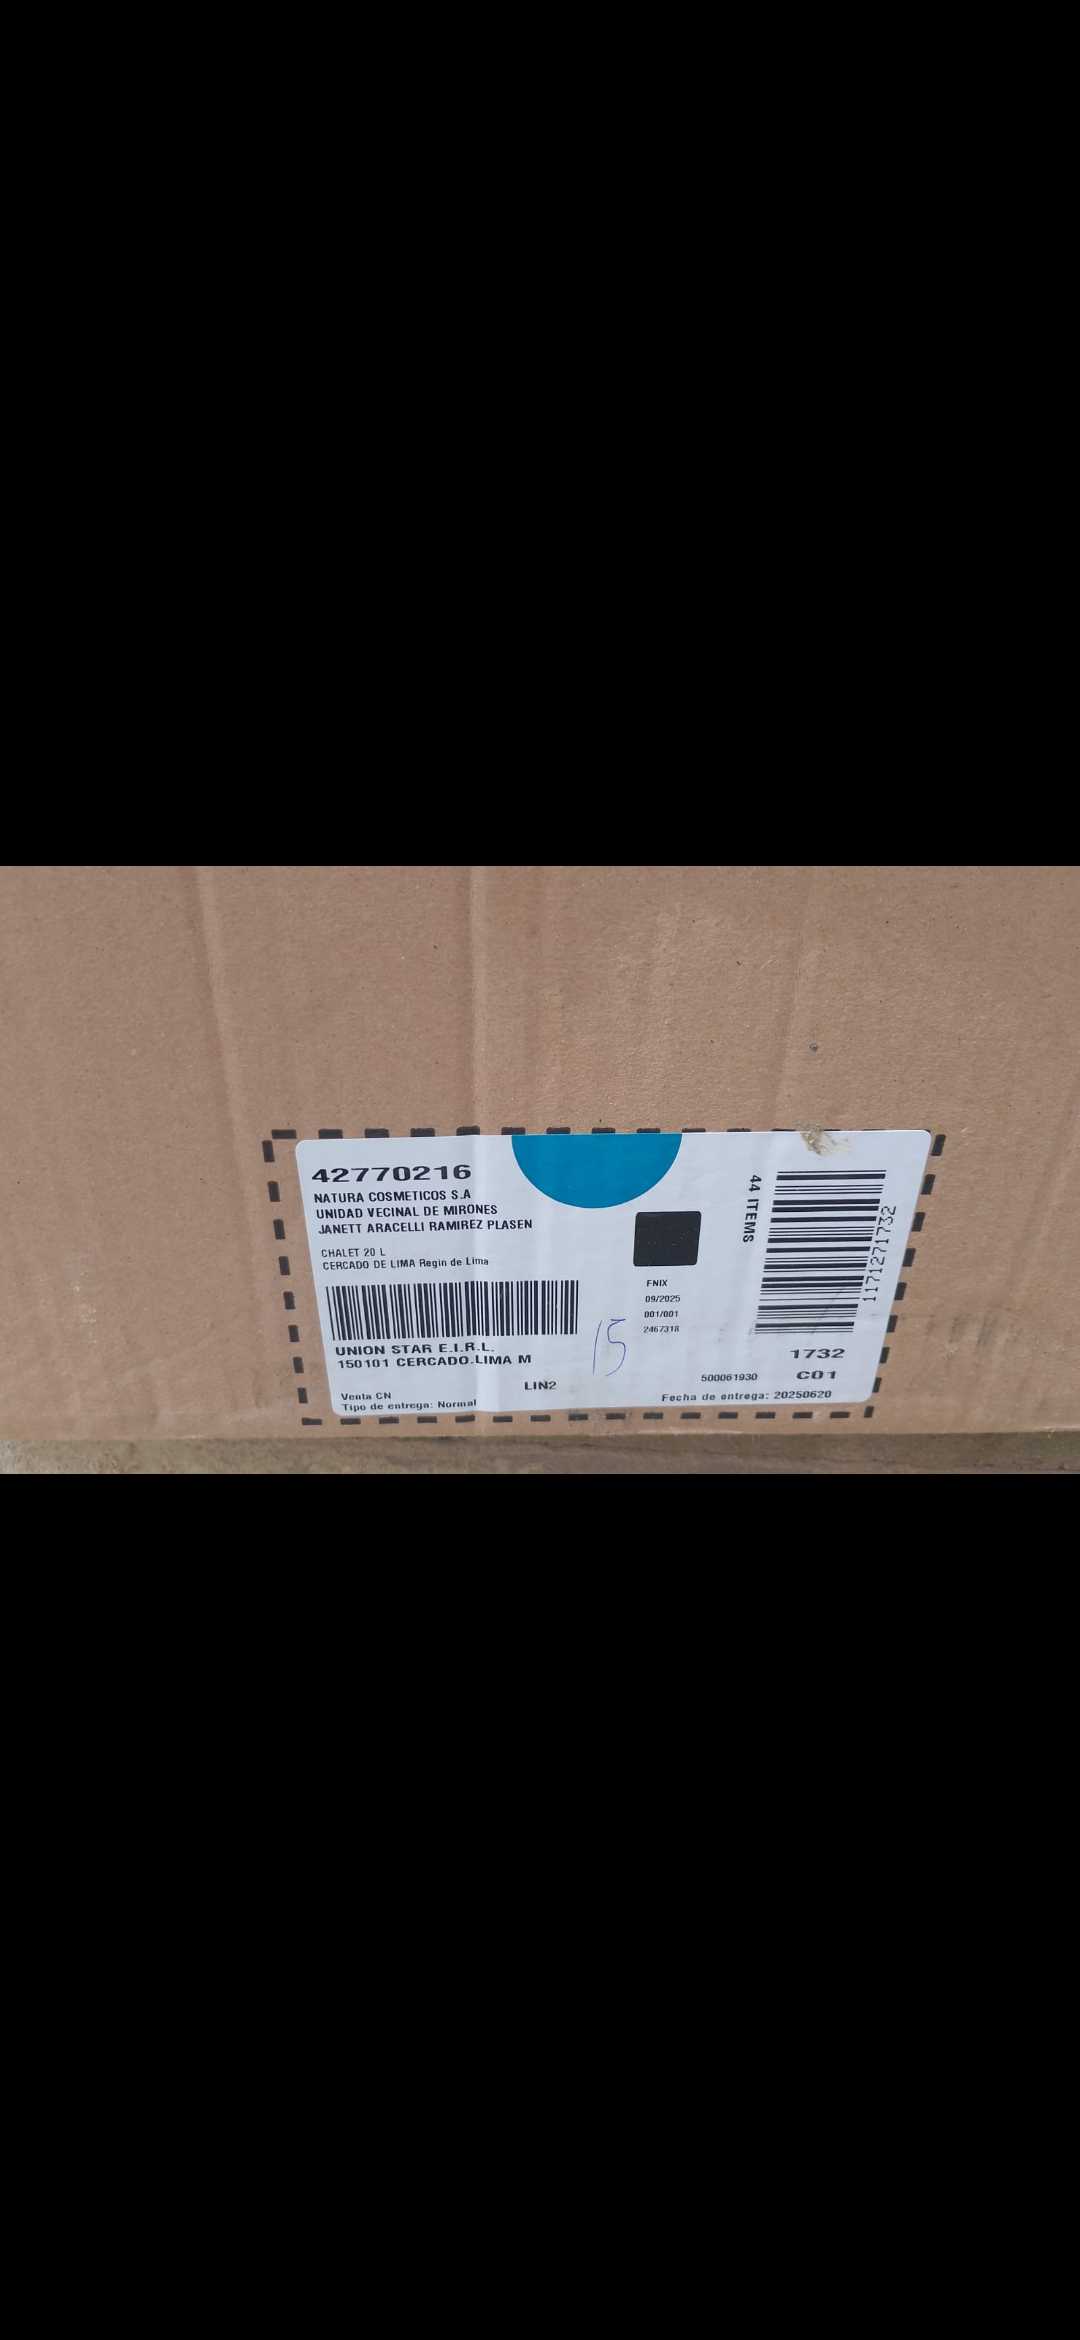 42770216
NATURA COSMETICOS S.A
UNIDAD VECINAL DE MIRONES
JANETT ARACELLI RAMIREZ PLASEN
CHALET 20 L
CERCADO DE LIMA Regin de Lima
UNION STAR E.I.R.L.
150101 CERCADO.LIMA M
Venta CN
Tipo de entrega: Normal
LIN2
15
FNIX
09/2025
001/001
2467318
44 ITEMS
1171271732
1732
500061930 C01
Fecha de entrega: 20250620